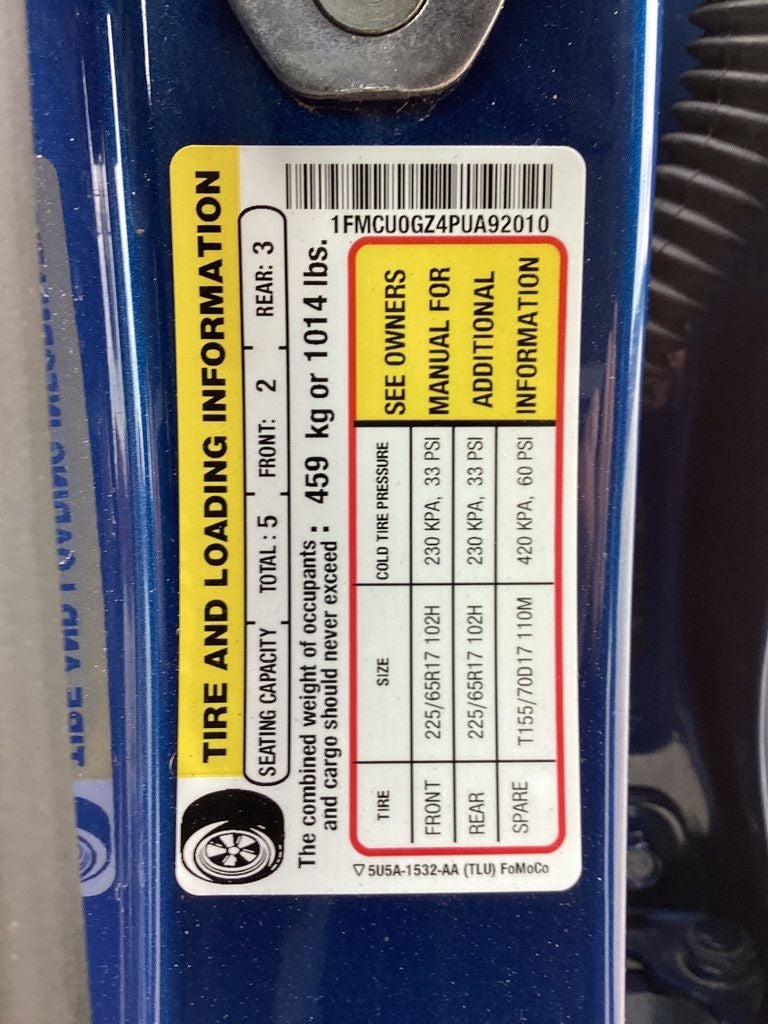 TIRE AND LOADING INFORMATION
SEATING CAPACITY TOTAL : 5 FRONT: 2 REAR: 3
The combined weight of occupants
and cargo should never exceed : 459 kg or 1014 lbs.
TIRE SIZE COLD TIRE PRESSURE
FRONT 225/65R17 102H 230 KPA, 33 PSI
REAR 225/65R17 102H 230 KPA, 33 PSI
SPARE T155/70D17 110M 420 KPA, 60 PSI
SEE OWNERS
MANUAL FOR
ADDITIONAL
INFORMATION
5U5A-1532-AA (TLU) FoMoCo
1FMCU0GZ4PUA92010